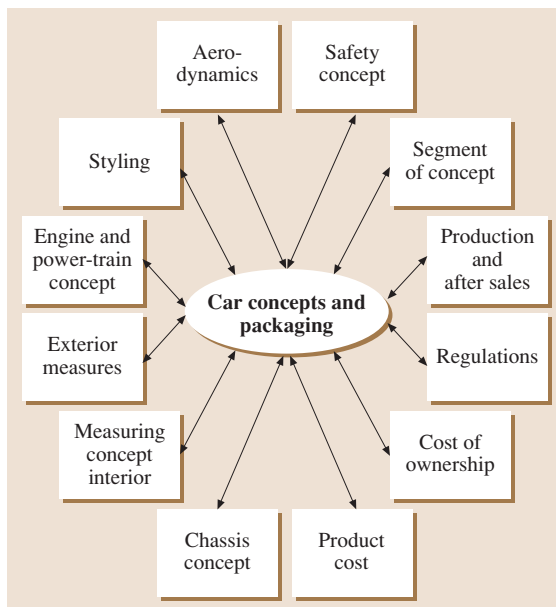 Aero-
dynamics
Safety
concept
Styling
Segment
of concept
Engine and
power-train
concept
Production
and
after sales
Car concepts and
packaging
Exterior
measures
Regulations
Measuring
concept
interior
Cost of
ownership
Chassis
concept
Product
cost